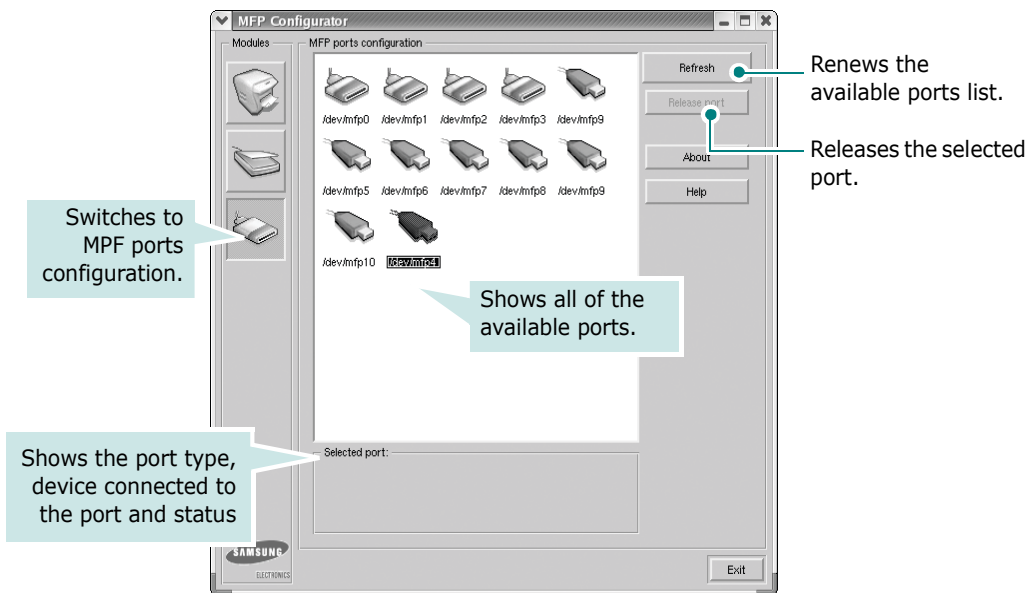 MFP Configurator
Modules
MFP ports configuration
/dev/mfp0 /dev/mfp1 /dev/mfp2 /dev/mfp3 /dev/mfp9
/dev/mfp5 /dev/mfp6 /dev/mfp7 /dev/mfp8 /dev/mfp9
/dev/mfp10 /dev/mfp4
Refresh
Release port
About
Help
Renews the
available ports list.
Releases the selected
port.
Switches to
MPF ports
configuration.
Shows all of the
available ports.
Shows the port type,
device connected to
the port and status
Selected port:
SAMSUNG
ELECTRONICS
Exit